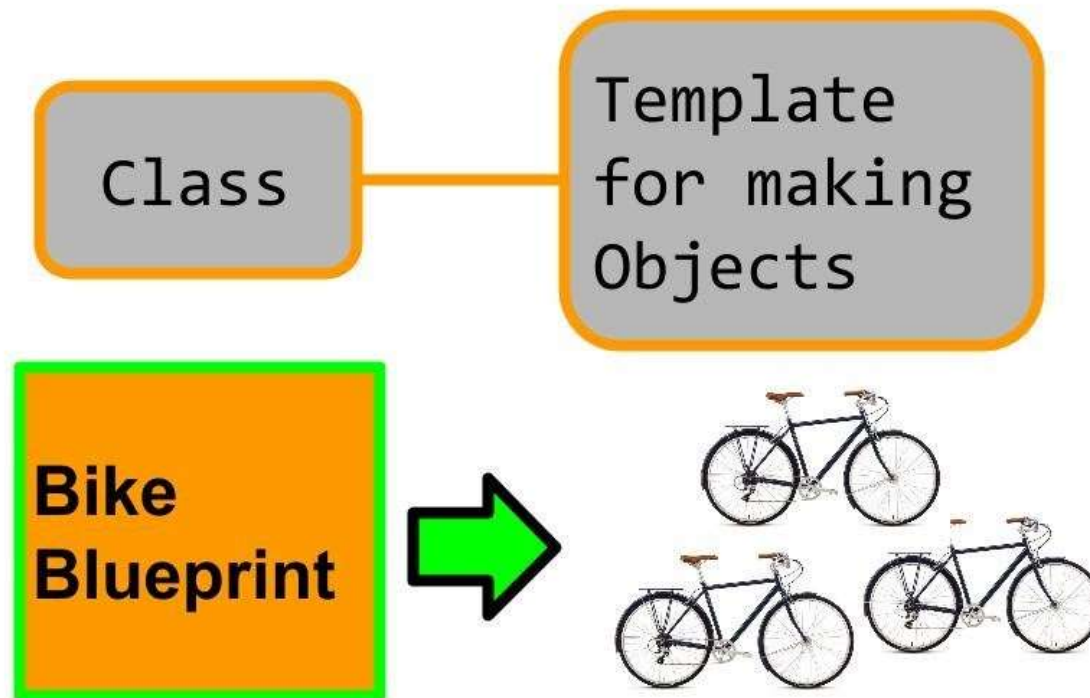 Class
Template
for making
Objects
Bike
Blueprint